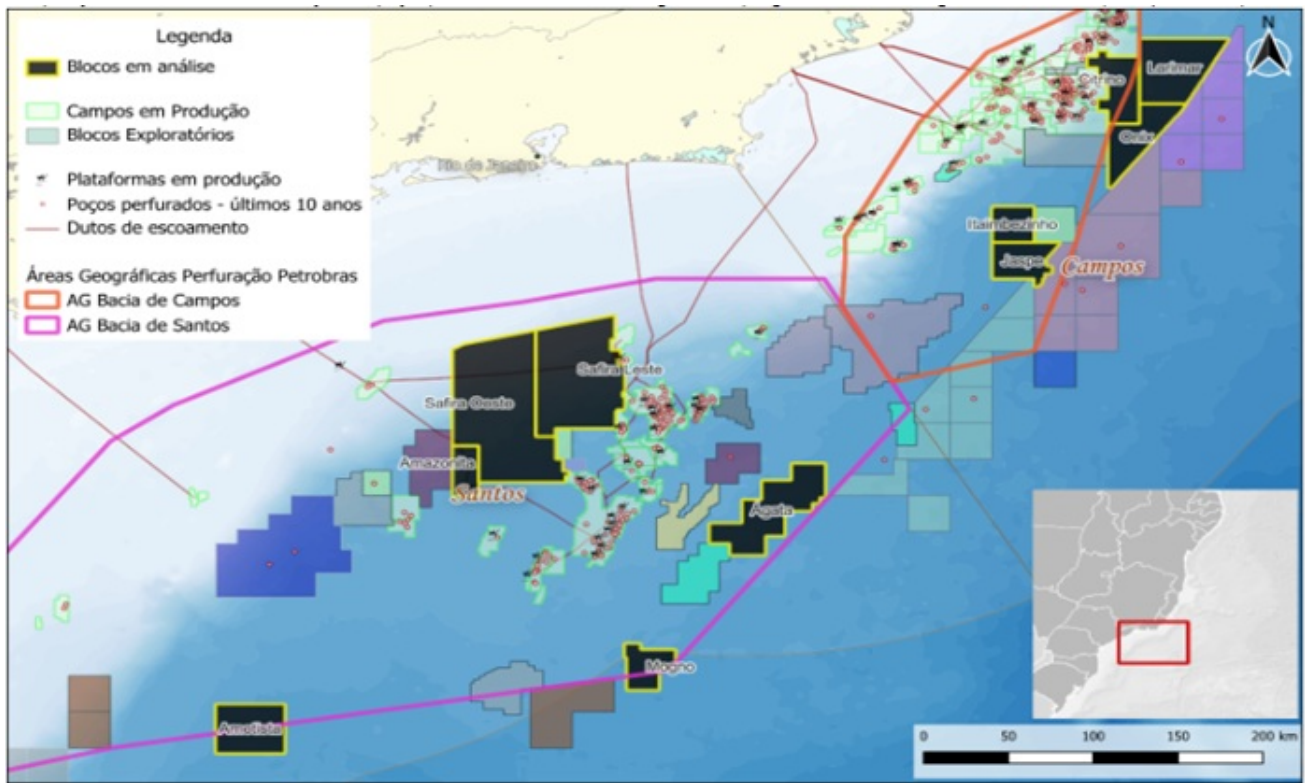 Legenda
Blocos em análise
Campos em Produção
Blocos Exploratórios
Plataformas em produção
Poços perfurados - últimos 10 anos
Dutos de escoamento
Áreas Geográficas Perfuração Petrobras
AG Bacia de Campos
AG Bacia de Santos
N
Larimar
Citrino
Onix
Rio de Janeiro
Itaimbezinho
Jaspe
Campos
Safira Leste
Safira Oeste
Amazonita
Santos
Ágata
Mogno
Ametista
0 50 100 150 200 km